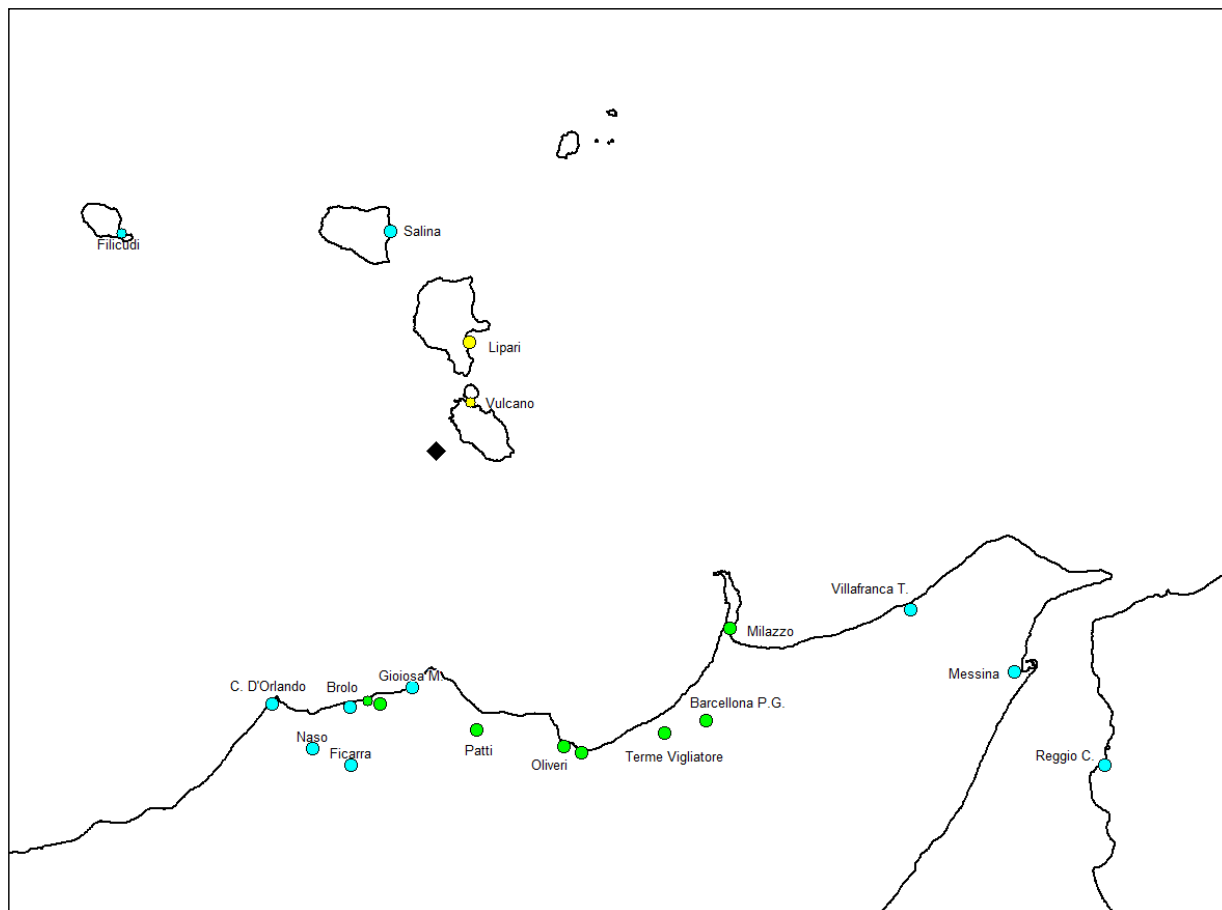 Salina
Filicudi
Lipari
Vulcano
Villafranca T.
Milazzo
Messina
Gioiosa M.
C. D'Orlando
Brolo
Barcellona P.G.
Naso
Ficarra
Patti
Oliveri
Terme Vigliatore
Reggio C.